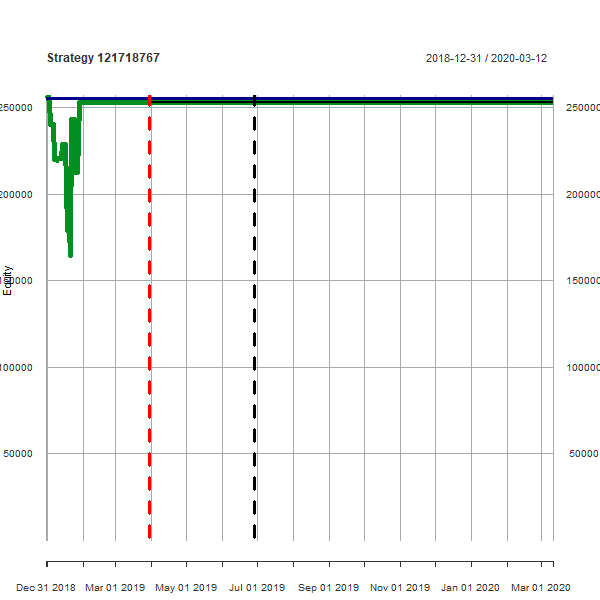 Strategy 121718767
2018-12-31 / 2020-03-12
250000 250000
200000 200000
150000 150000
100000 100000
50000 50000
Equity
Dec 31 2018 Mar 01 2019 May 01 2019 Jul 01 2019 Sep 01 2019 Nov 01 2019 Jan 01 2020 Mar 01 2020